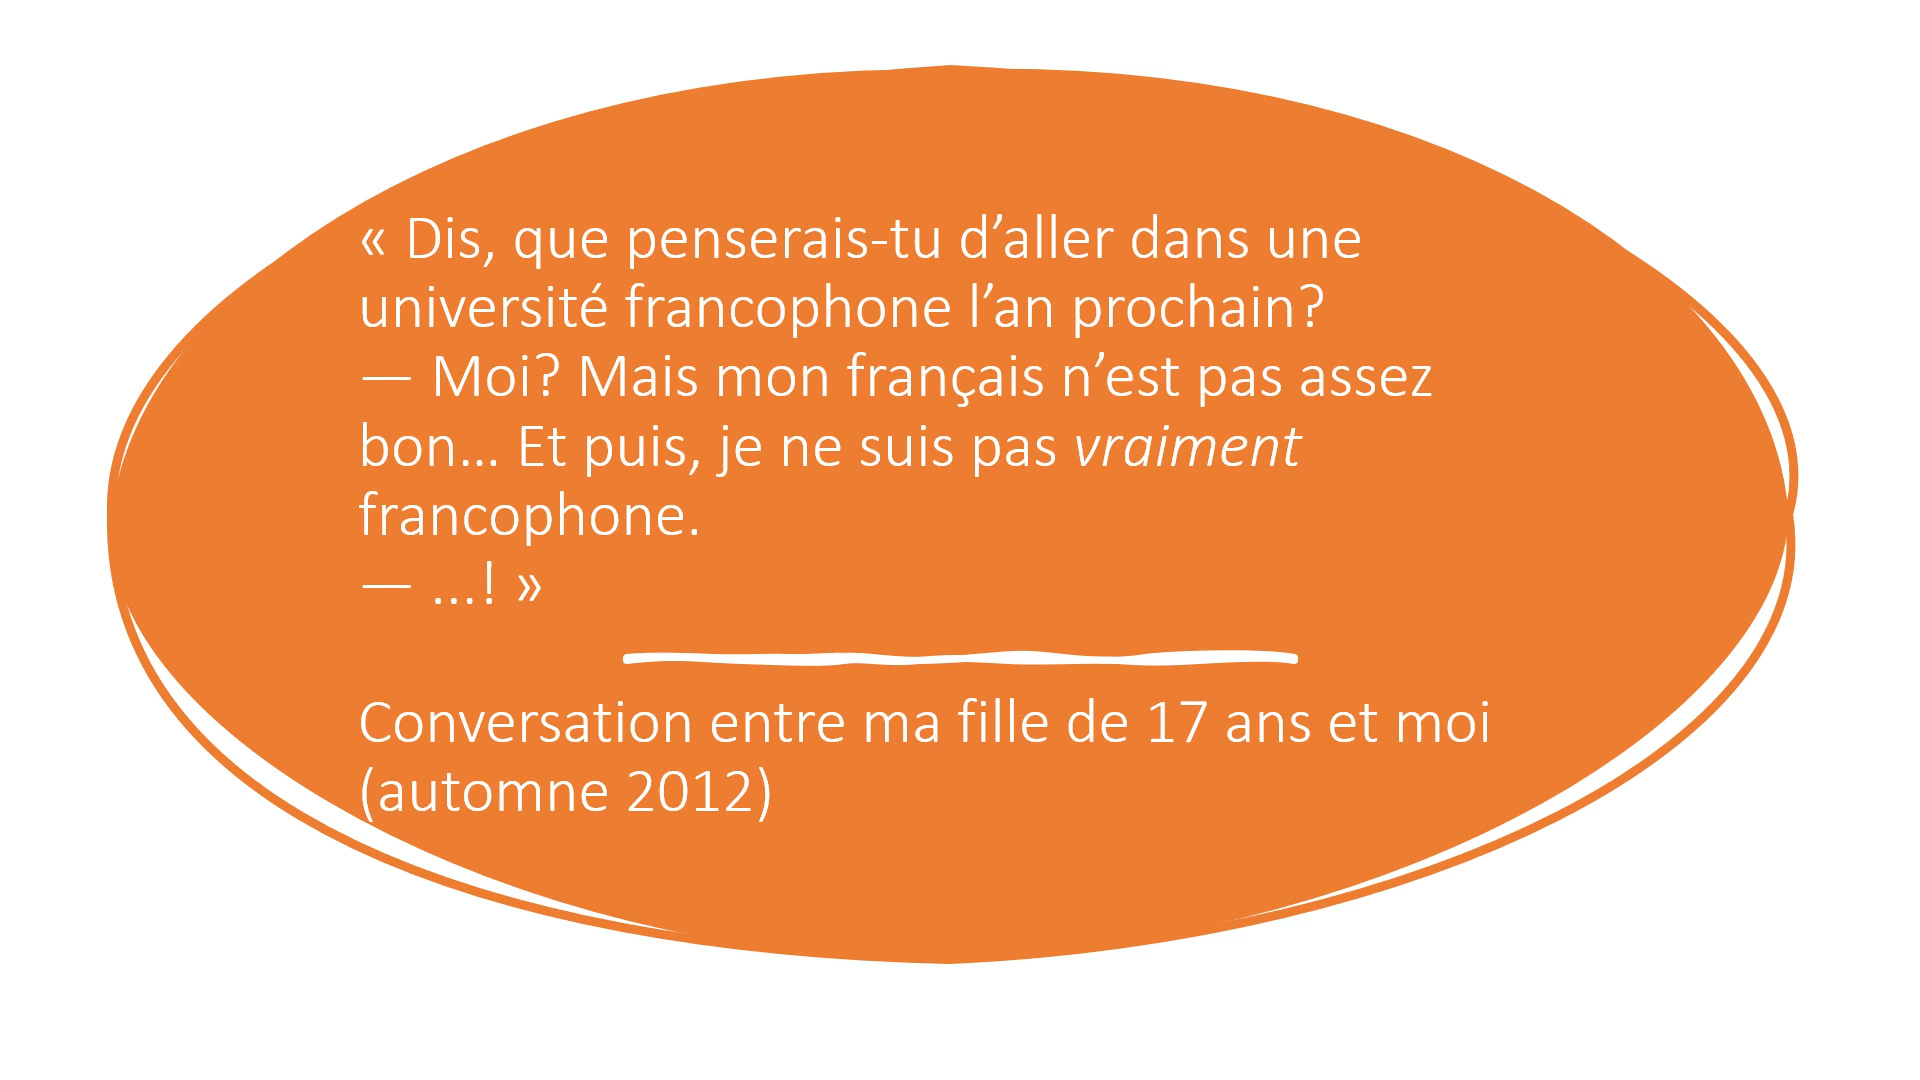 « Dis, que penserais-tu d’aller dans une
université francophone l’an prochain?
— Moi? Mais mon français n’est pas assez
bon… Et puis, je ne suis pas vraiment
francophone.
— ...! »
Conversation entre ma fille de 17 ans et moi
(automne 2012)